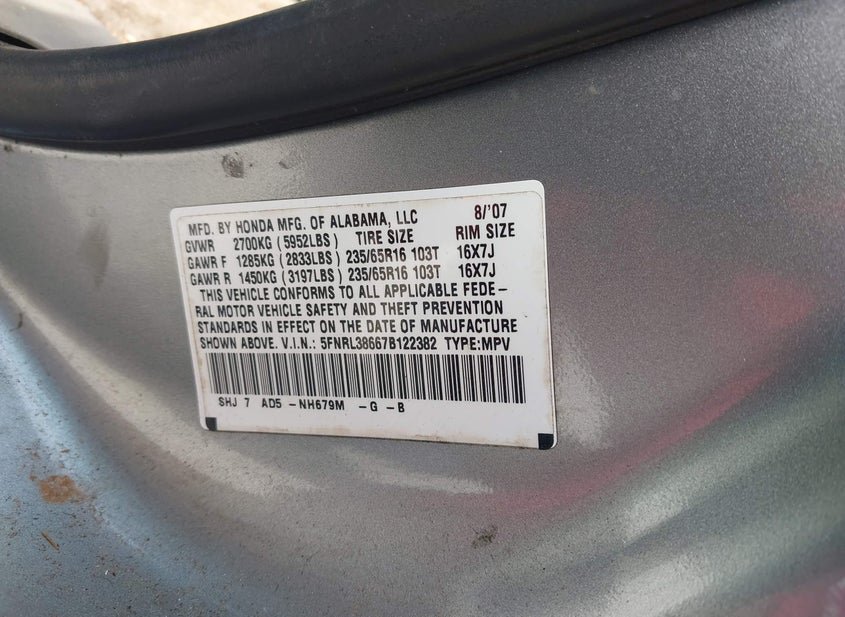 MFD. BY HONDA MFG. OF ALABAMA, LLC 8/'07
GVWR 2700KG (5952LBS) TIRE SIZE RIM SIZE
GAWR F 1285KG (2833LBS) 235/65R16 103T 16X7J
GAWR R 1450KG (3197LBS) 235/65R16 103T 16X7J
THIS VEHICLE CONFORMS TO ALL APPLICABLE FEDE-
RAL MOTOR VEHICLE SAFETY AND THEFT PREVENTION
STANDARDS IN EFFECT ON THE DATE OF MANUFACTURE
SHOWN ABOVE. V.I.N.: 5FNRL38667B122382 TYPE:MPV
SHJ 7 AD5 -NH679M -G -B